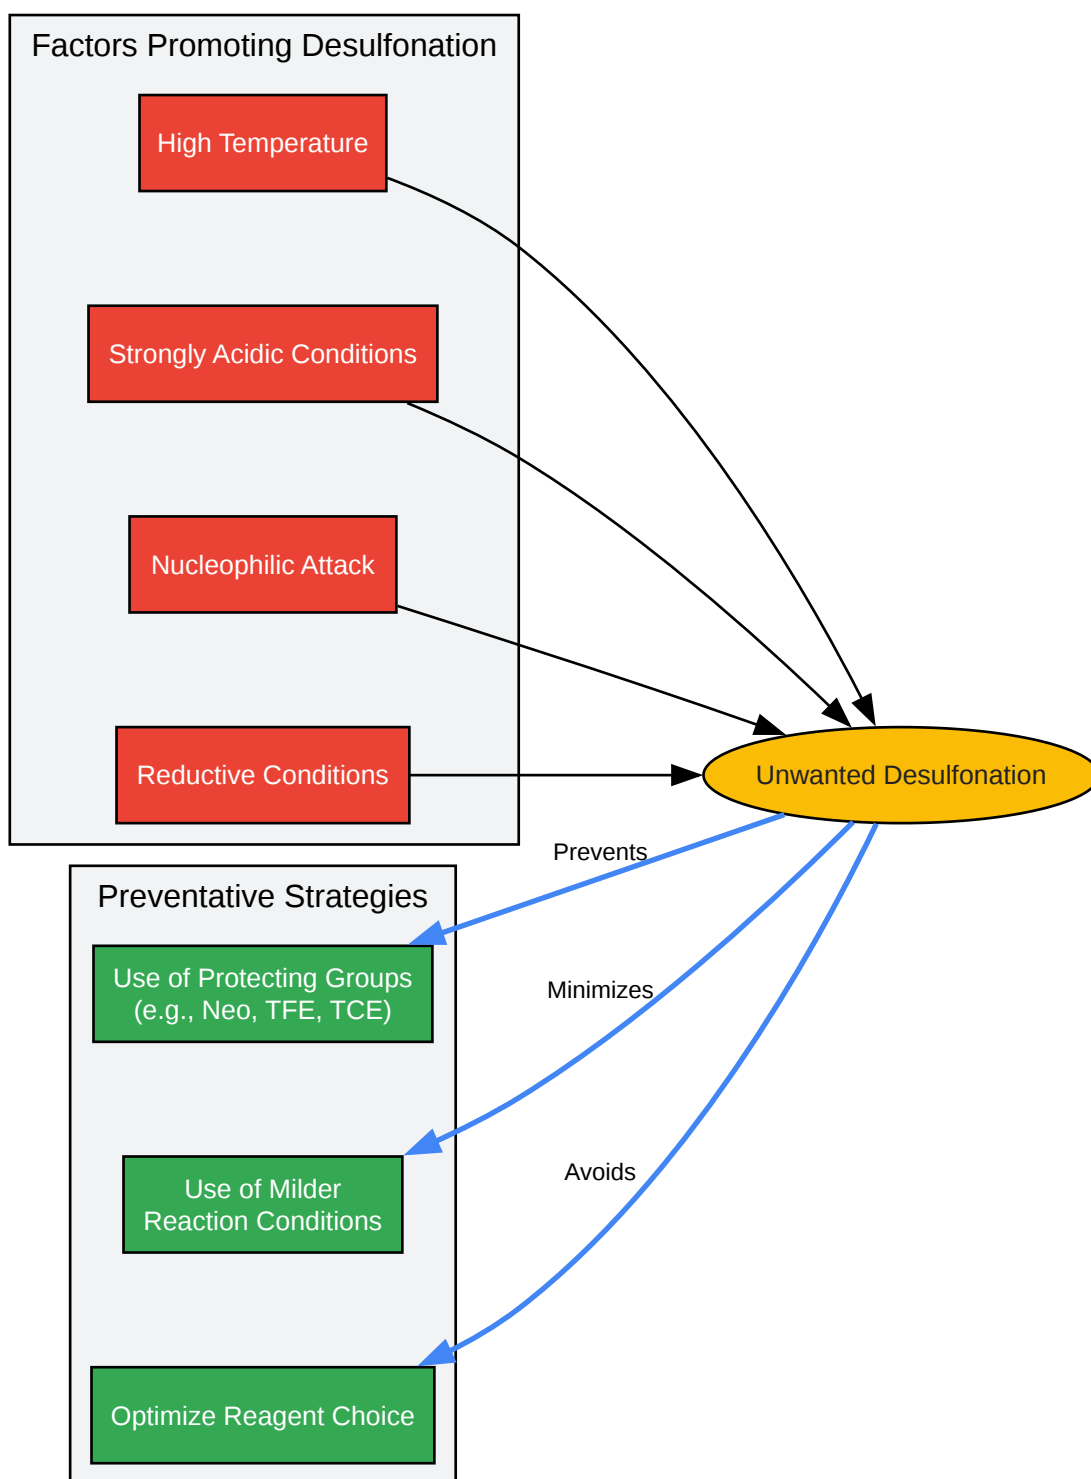 Factors Promoting Desulfonation
High Temperature
Strongly Acidic Conditions
Nucleophilic Attack
Reductive Conditions
Unwanted Desulfonation
Prevents
Preventative Strategies
Use of Protecting Groups
(e.g., Neo, TFE, TCE)
Minimizes
Use of Milder
Reaction Conditions
Avoids
Optimize Reagent Choice